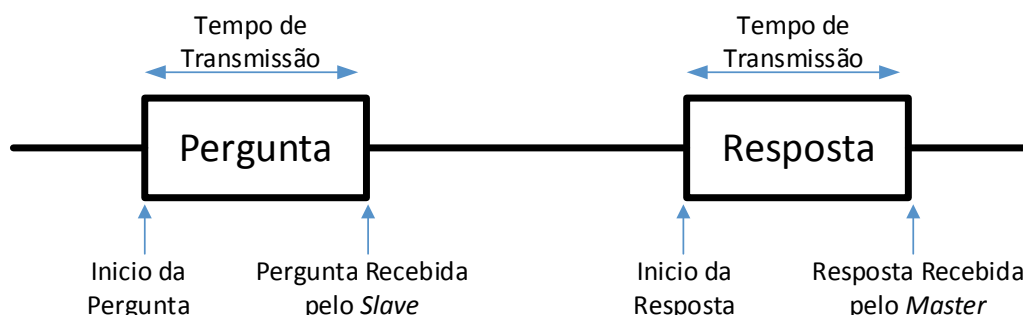 Tempo de
Transmissão
Tempo de
Transmissão
Pergunta
Resposta
Inicio da
Pergunta
Pergunta Recebida
pelo Slave
Inicio da
Resposta
Resposta Recebida
pelo Master